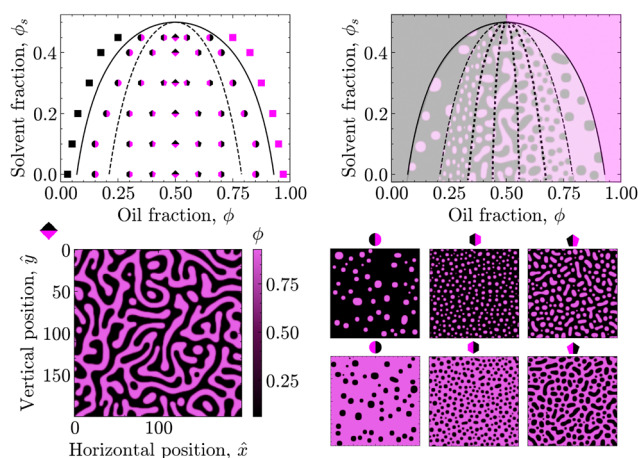 Solvent fraction, ϕₛ
0.4
0.2
0.0
0.00 0.25 0.50 0.75 1.00
Oil fraction, ϕ
Solvent fraction, ϕₛ
0.4
0.2
0.0
0.00 0.25 0.50 0.75 1.00
Oil fraction, ϕ
Vertical position, ŷ
0
50
100
150
0 100
Horizontal position, x̂
ϕ
0.75
0.50
0.25